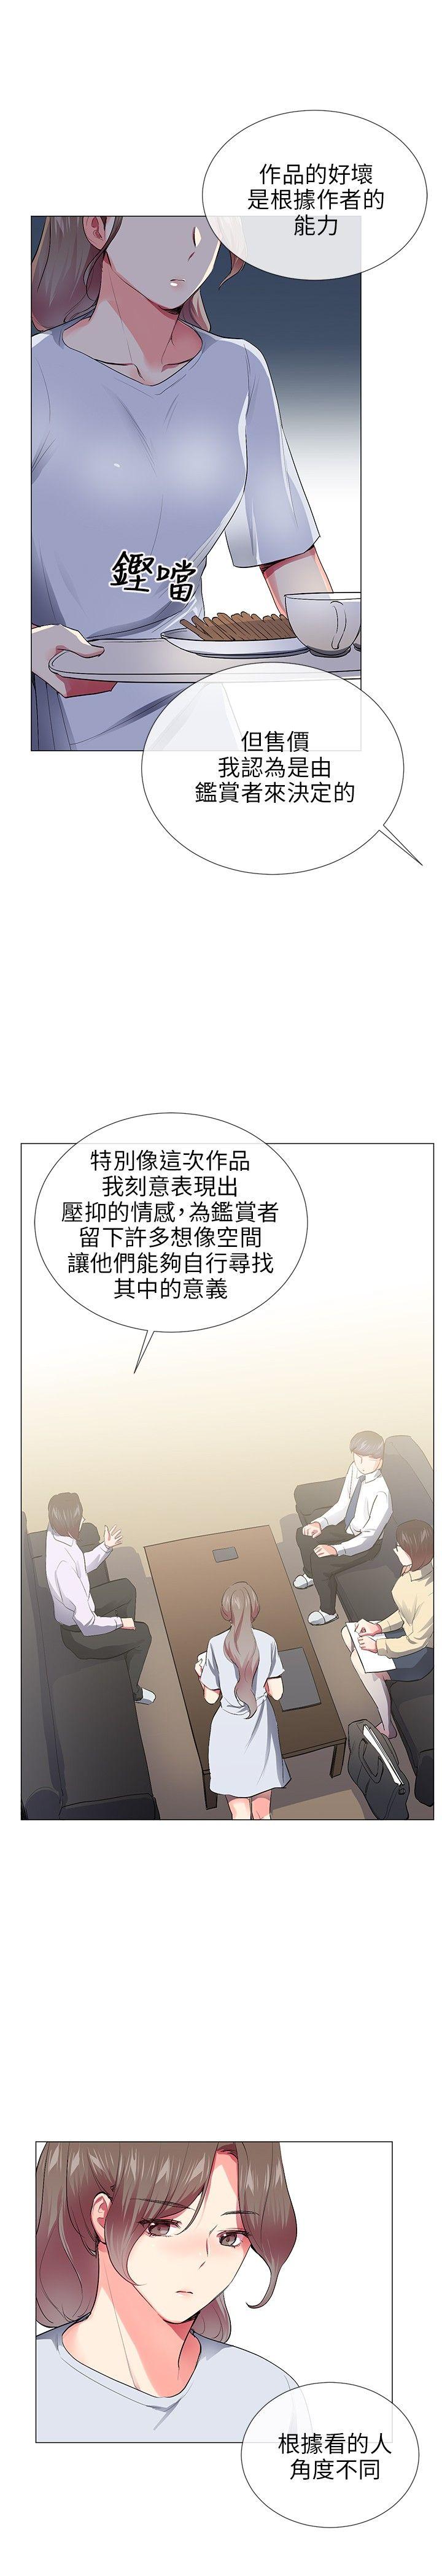 作品的好壞
是根據作者的
能力
鏗噹
但售價
我認為是由
鑑賞者來決定的
特別像這次作品
我刻意表現出
壓抑的情感，為鑑賞者
留下許多想像空間
讓他們能夠自行尋找
其中的意義
根據看的人
角度不同